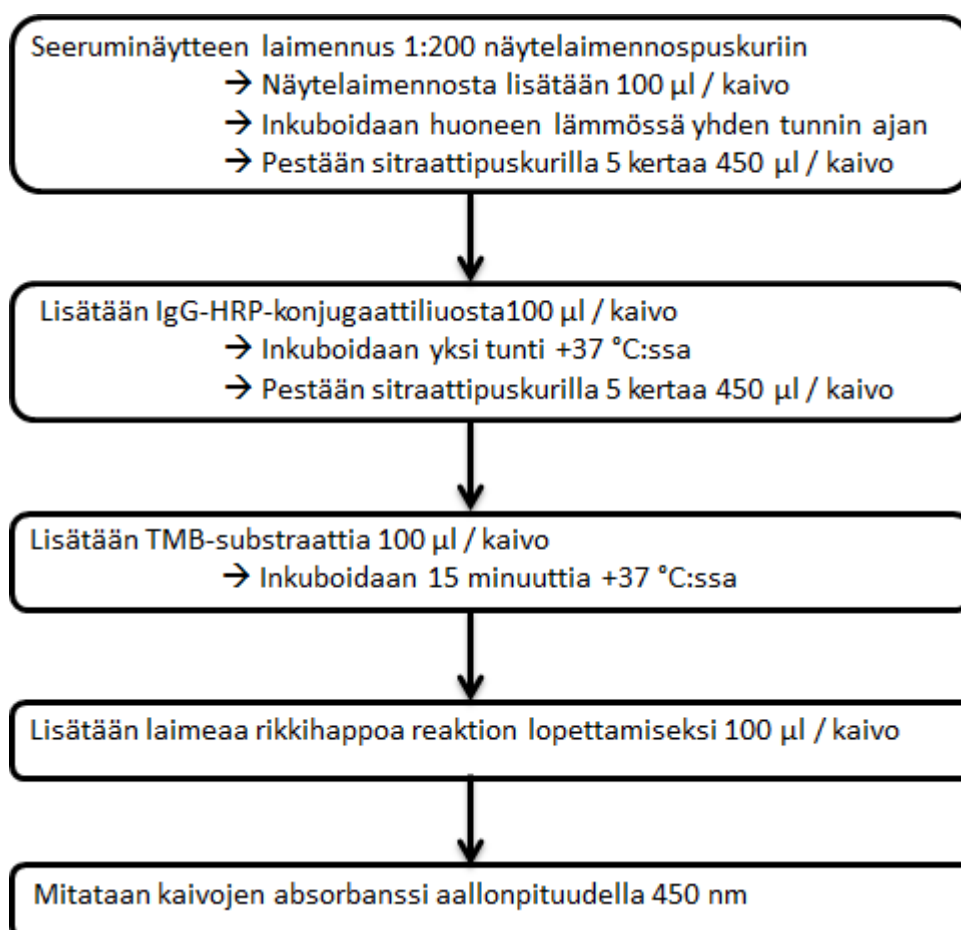 Seeruminäytteen laimennus 1:200 näytelaimennospuskuriin
→ Näytelaimennosta lisätään 100 µl / kaivo
→ Inkuboidaan huoneen lämmössä yhden tunnin ajan
→ Pestään sitraattipuskurilla 5 kertaa 450 µl / kaivo
Lisätään IgG-HRP-konjugaattiliuosta100 µl / kaivo
→ Inkuboidaan yksi tunti +37 °C:ssa
→ Pestään sitraattipuskurilla 5 kertaa 450 µl / kaivo
Lisätään TMB-substraattia 100 µl / kaivo
→ Inkuboidaan 15 minuuttia +37 °C:ssa
Lisätään laimeaa rikkihappoa reaktion lopettamiseksi 100 µl / kaivo
Mitataan kaivojen absorbanssi aallonpituudella 450 nm